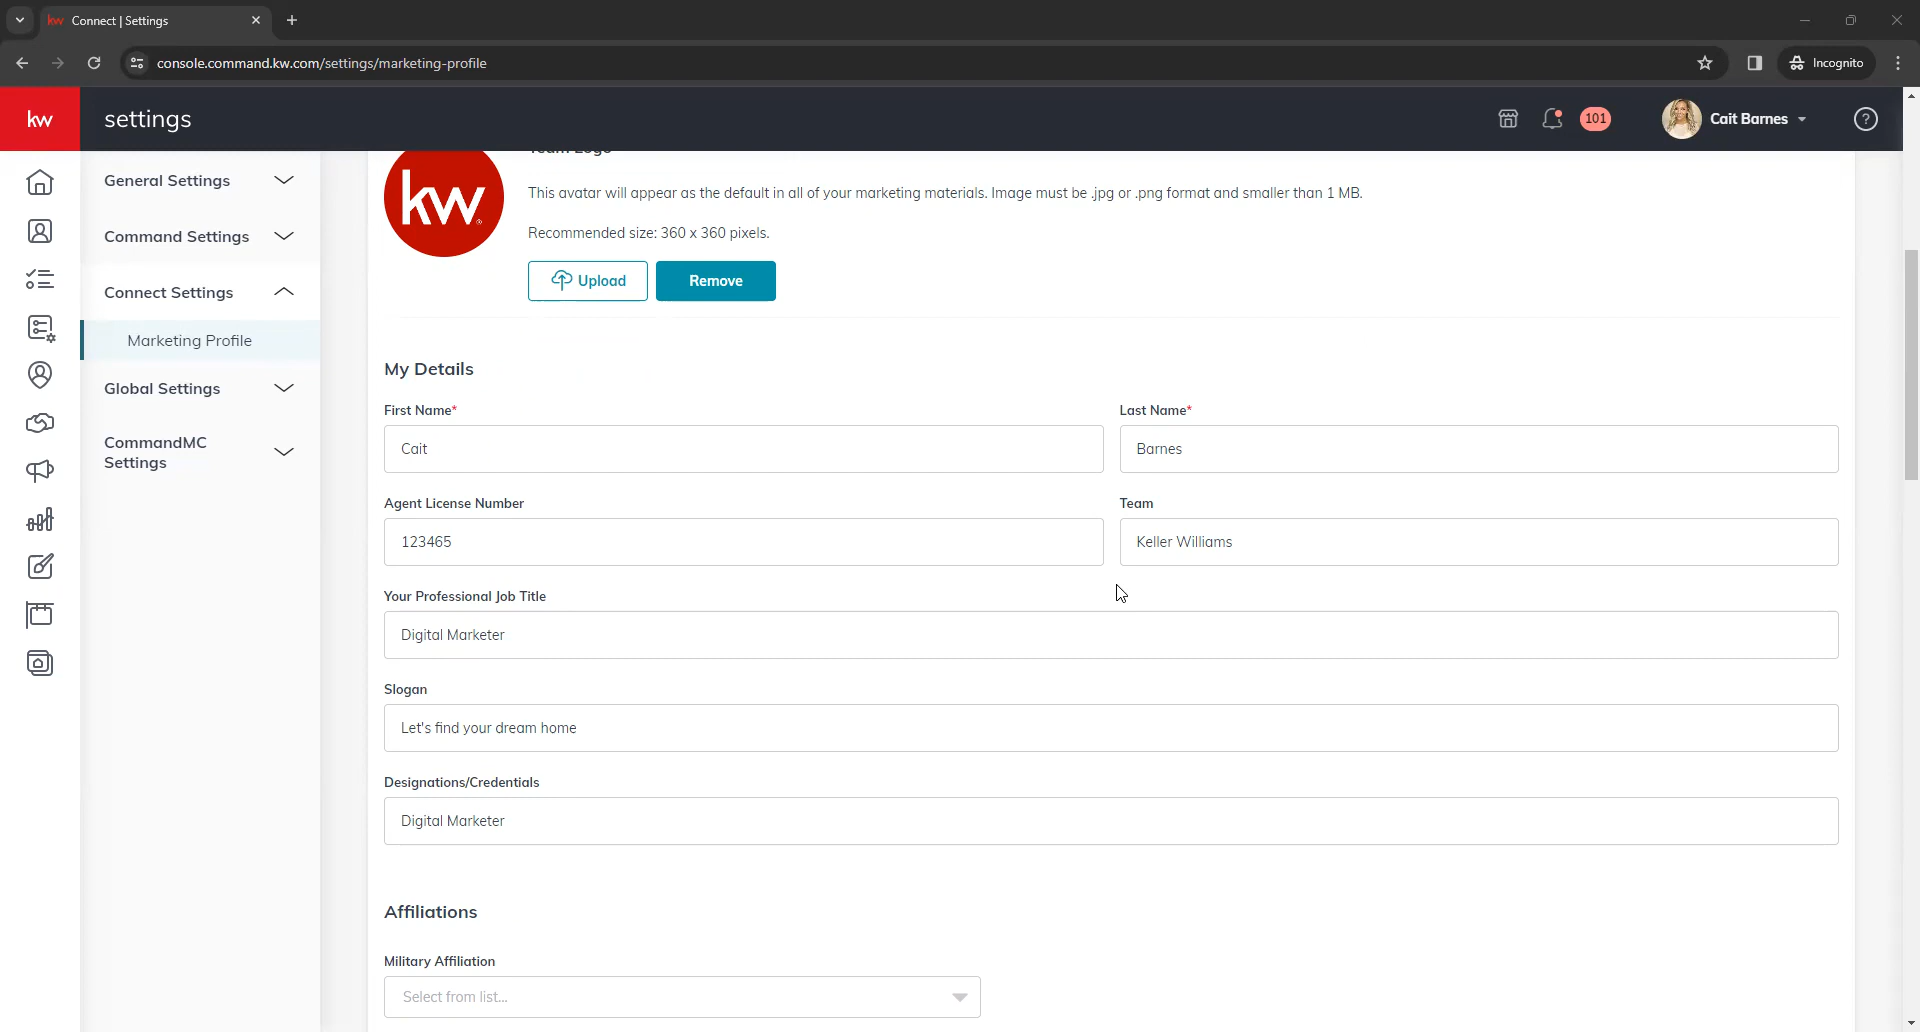 Connect | Settings
console.command.kw.com/settings/marketing-profile
Incognito
kw
settings
101
Cait Barnes
General Settings
Command Settings
Connect Settings
Marketing Profile
Global Settings
CommandMC
Settings
kw
This avatar will appear as the default in all of your marketing materials. Image must be .jpg or .png format and smaller than 1 MB.
Recommended size: 360 x 360 pixels.
Upload
Remove
My Details
First Name*
Last Name*
Cait
Barnes
Agent License Number
Team
123465
Keller Williams
Your Professional Job Title
Digital Marketer
Slogan
Let's find your dream home
Designations/Credentials
Digital Marketer
Affiliations
Military Affiliation
Select from list...